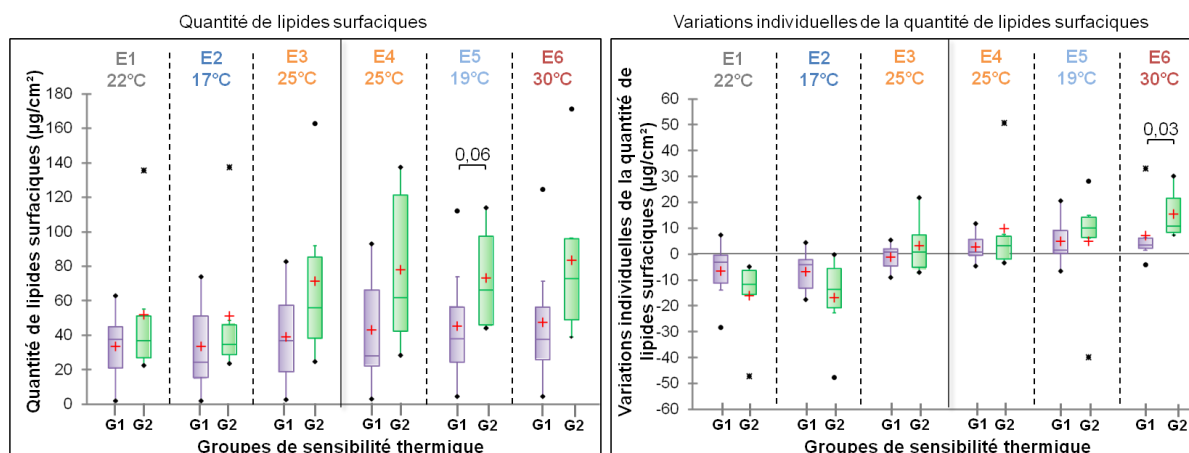 Quantité de lipides surfaciques
E1 E2 E3 E4 E5 E6
22°C 17°C 25°C 25°C 19°C 30°C
Quantité de lipides surfaciques (µg/cm²)
180
160
140
120
100
80
60
40
20
0
0,06
G1 G2 G1 G2 G1 G2 G1 G2 G1 G2 G1 G2
Groupes de sensibilité thermique
Variations individuelles de la quantité de lipides surfaciques
E1 E2 E3 E4 E5 E6
22°C 17°C 25°C 25°C 19°C 30°C
Variations individuelles de la quantité de
lipides surfaciques (µg/cm²)
60
50
40
30
20
10
0
-10
-20
-30
-40
-50
-60
0,03
G1 G2 G1 G2 G1 G2 G1 G2 G1 G2 G1 G2
Groupes de sensibilité thermique